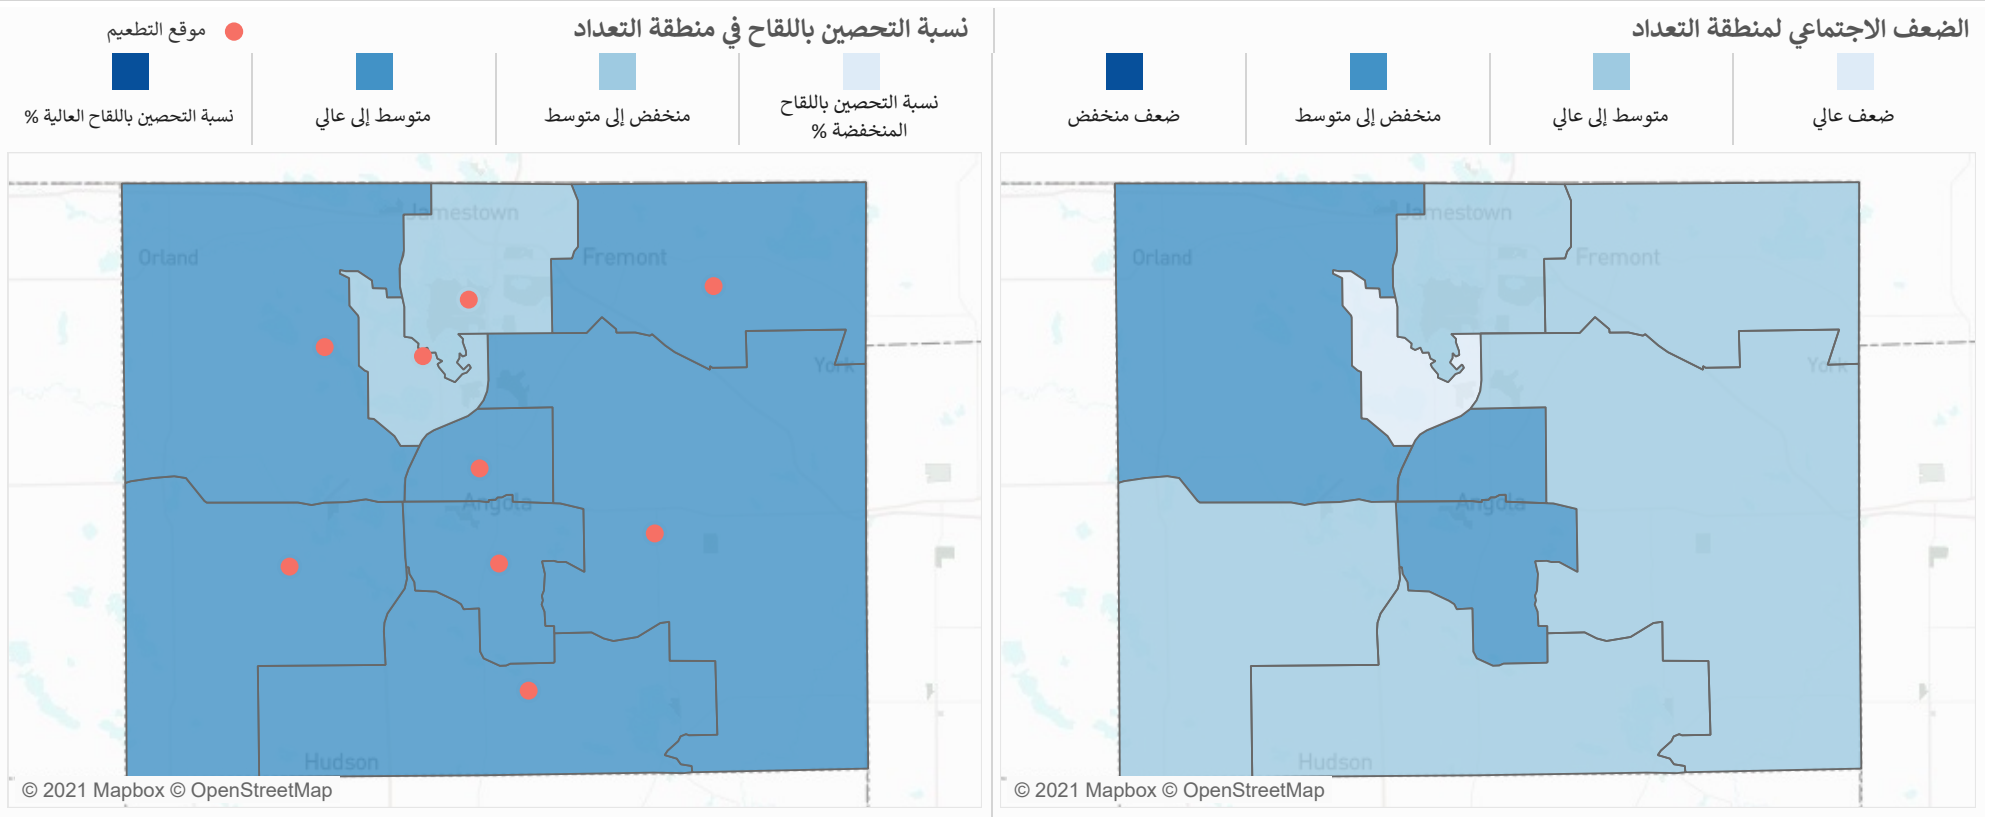 الضعف الاجتماعي لمنطقة التعداد
ضعف عالي
متوسط إلى عالي
منخفض إلى متوسط
ضعف منخفض
Jamestown
Orland
Fremont
York
Angola
Hudson
© 2021 Mapbox © OpenStreetMap
نسبة التحصين باللقاح في منطقة التعداد
موقع التطعيم
نسبة التحصين باللقاح
المنخفضة %
منخفض إلى متوسط
متوسط إلى عالي
نسبة التحصين باللقاح العالية %
Jamestown
Orland
Fremont
York
Angola
Hudson
© 2021 Mapbox © OpenStreetMap